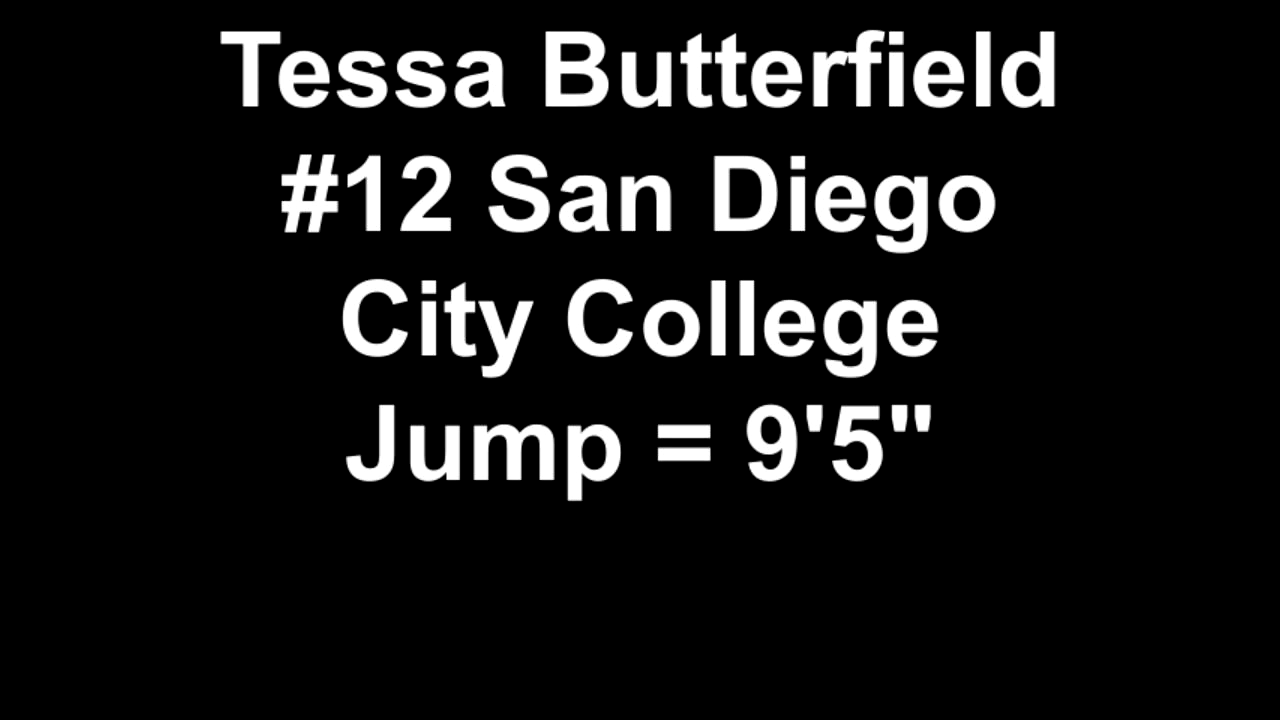 Tessa Butterfield
#12 San Diego
City College
Jump = 9'5"